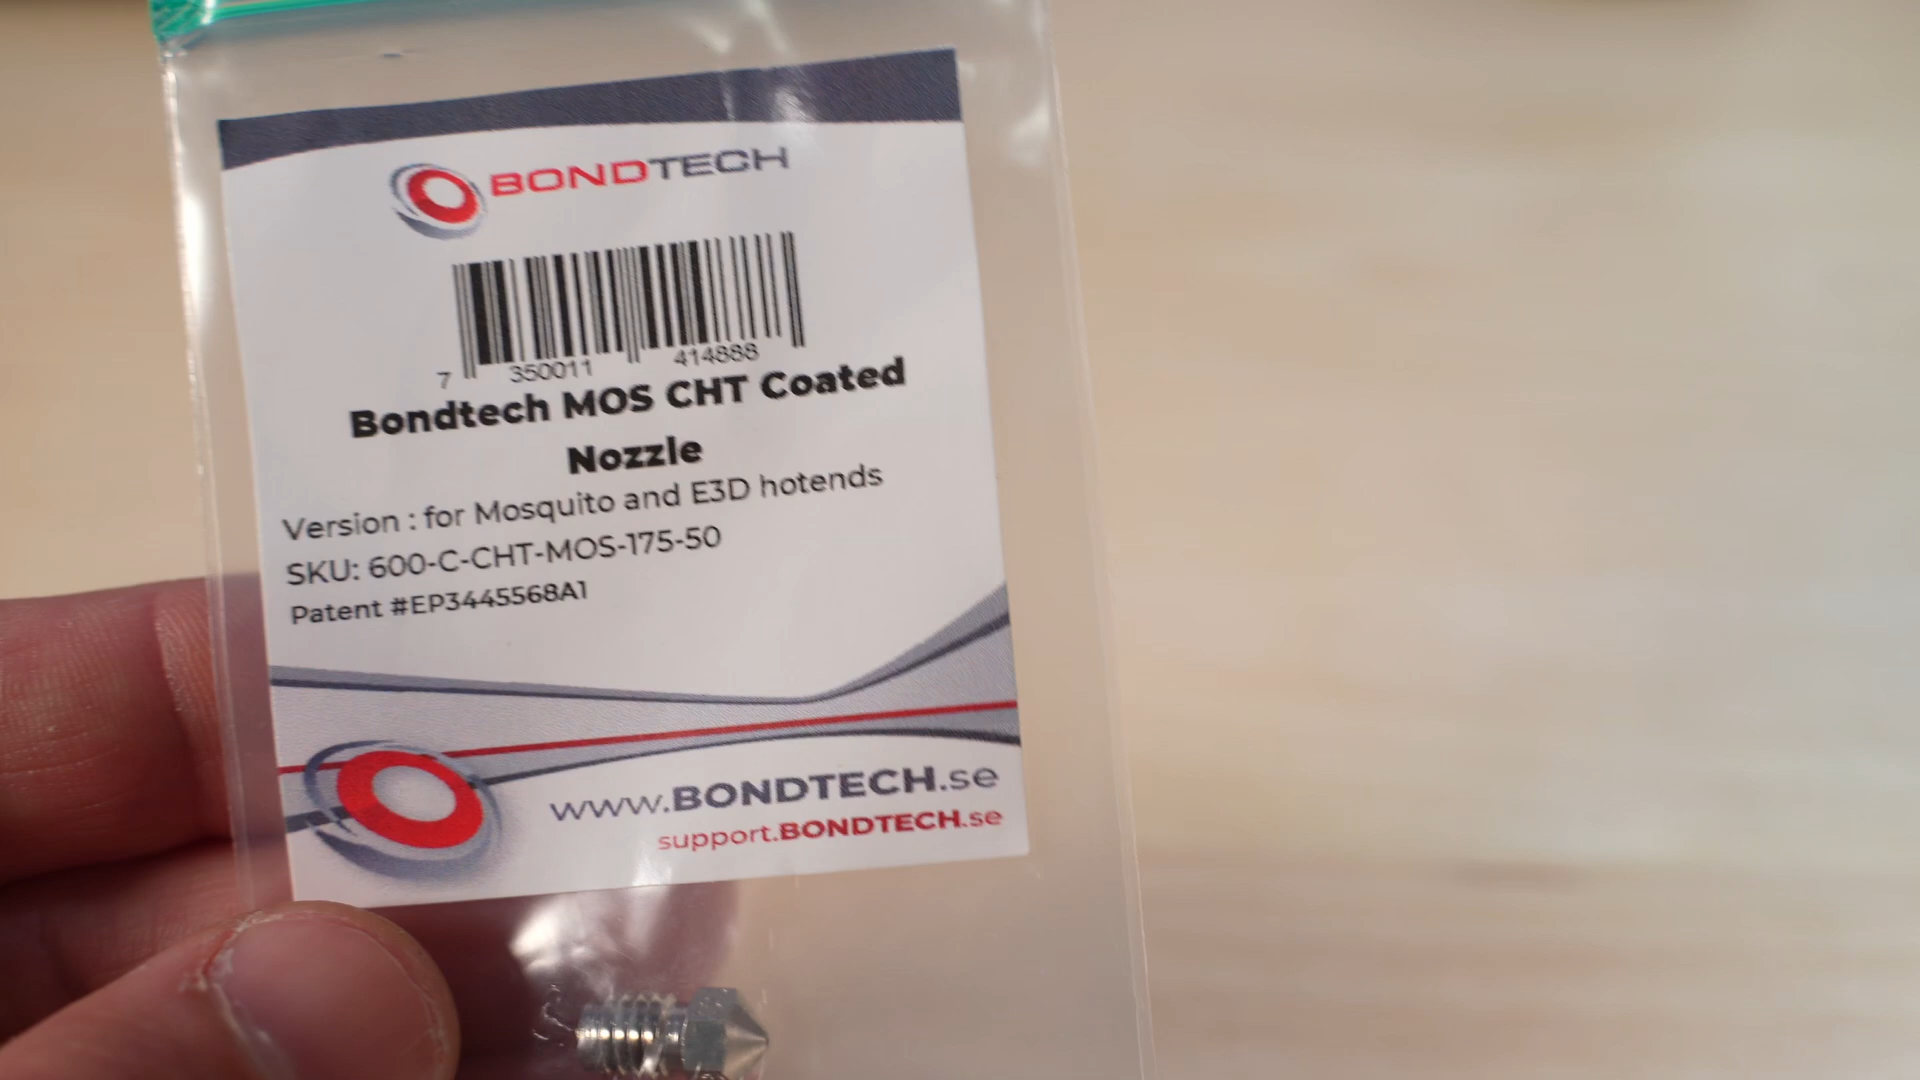 BONDTECH
7 350011 414888
Bondtech MOS CHT Coated
Nozzle
Version : for Mosquito and E3D hotends
SKU: 600-C-CHT-MOS-175-50
Patent #EP3445568A1
www.BONDTECH.se
support.BONDTECH.se